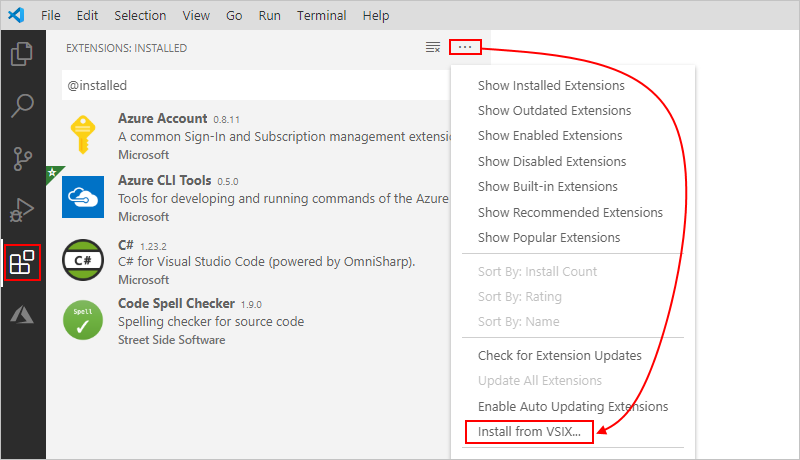 File Edit Selection View Go Run Terminal Help
EXTENSIONS: INSTALLED
···
@installed
Azure Account 0.8.11
A common Sign-In and Subscription management extensio
Microsoft
Azure CLI Tools 0.5.0
Tools for developing and running commands of the Azure
Microsoft
C#
C# 1.23.2
C# for Visual Studio Code (powered by OmniSharp).
Microsoft
Spell
Code Spell Checker 1.9.0
Spelling checker for source code
Street Side Software
Show Installed Extensions
Show Outdated Extensions
Show Enabled Extensions
Show Disabled Extensions
Show Built-in Extensions
Show Recommended Extensions
Show Popular Extensions
Sort By: Install Count
Sort By: Rating
Sort By: Name
Check for Extension Updates
Update All Extensions
Enable Auto Updating Extensions
Install from VSIX...